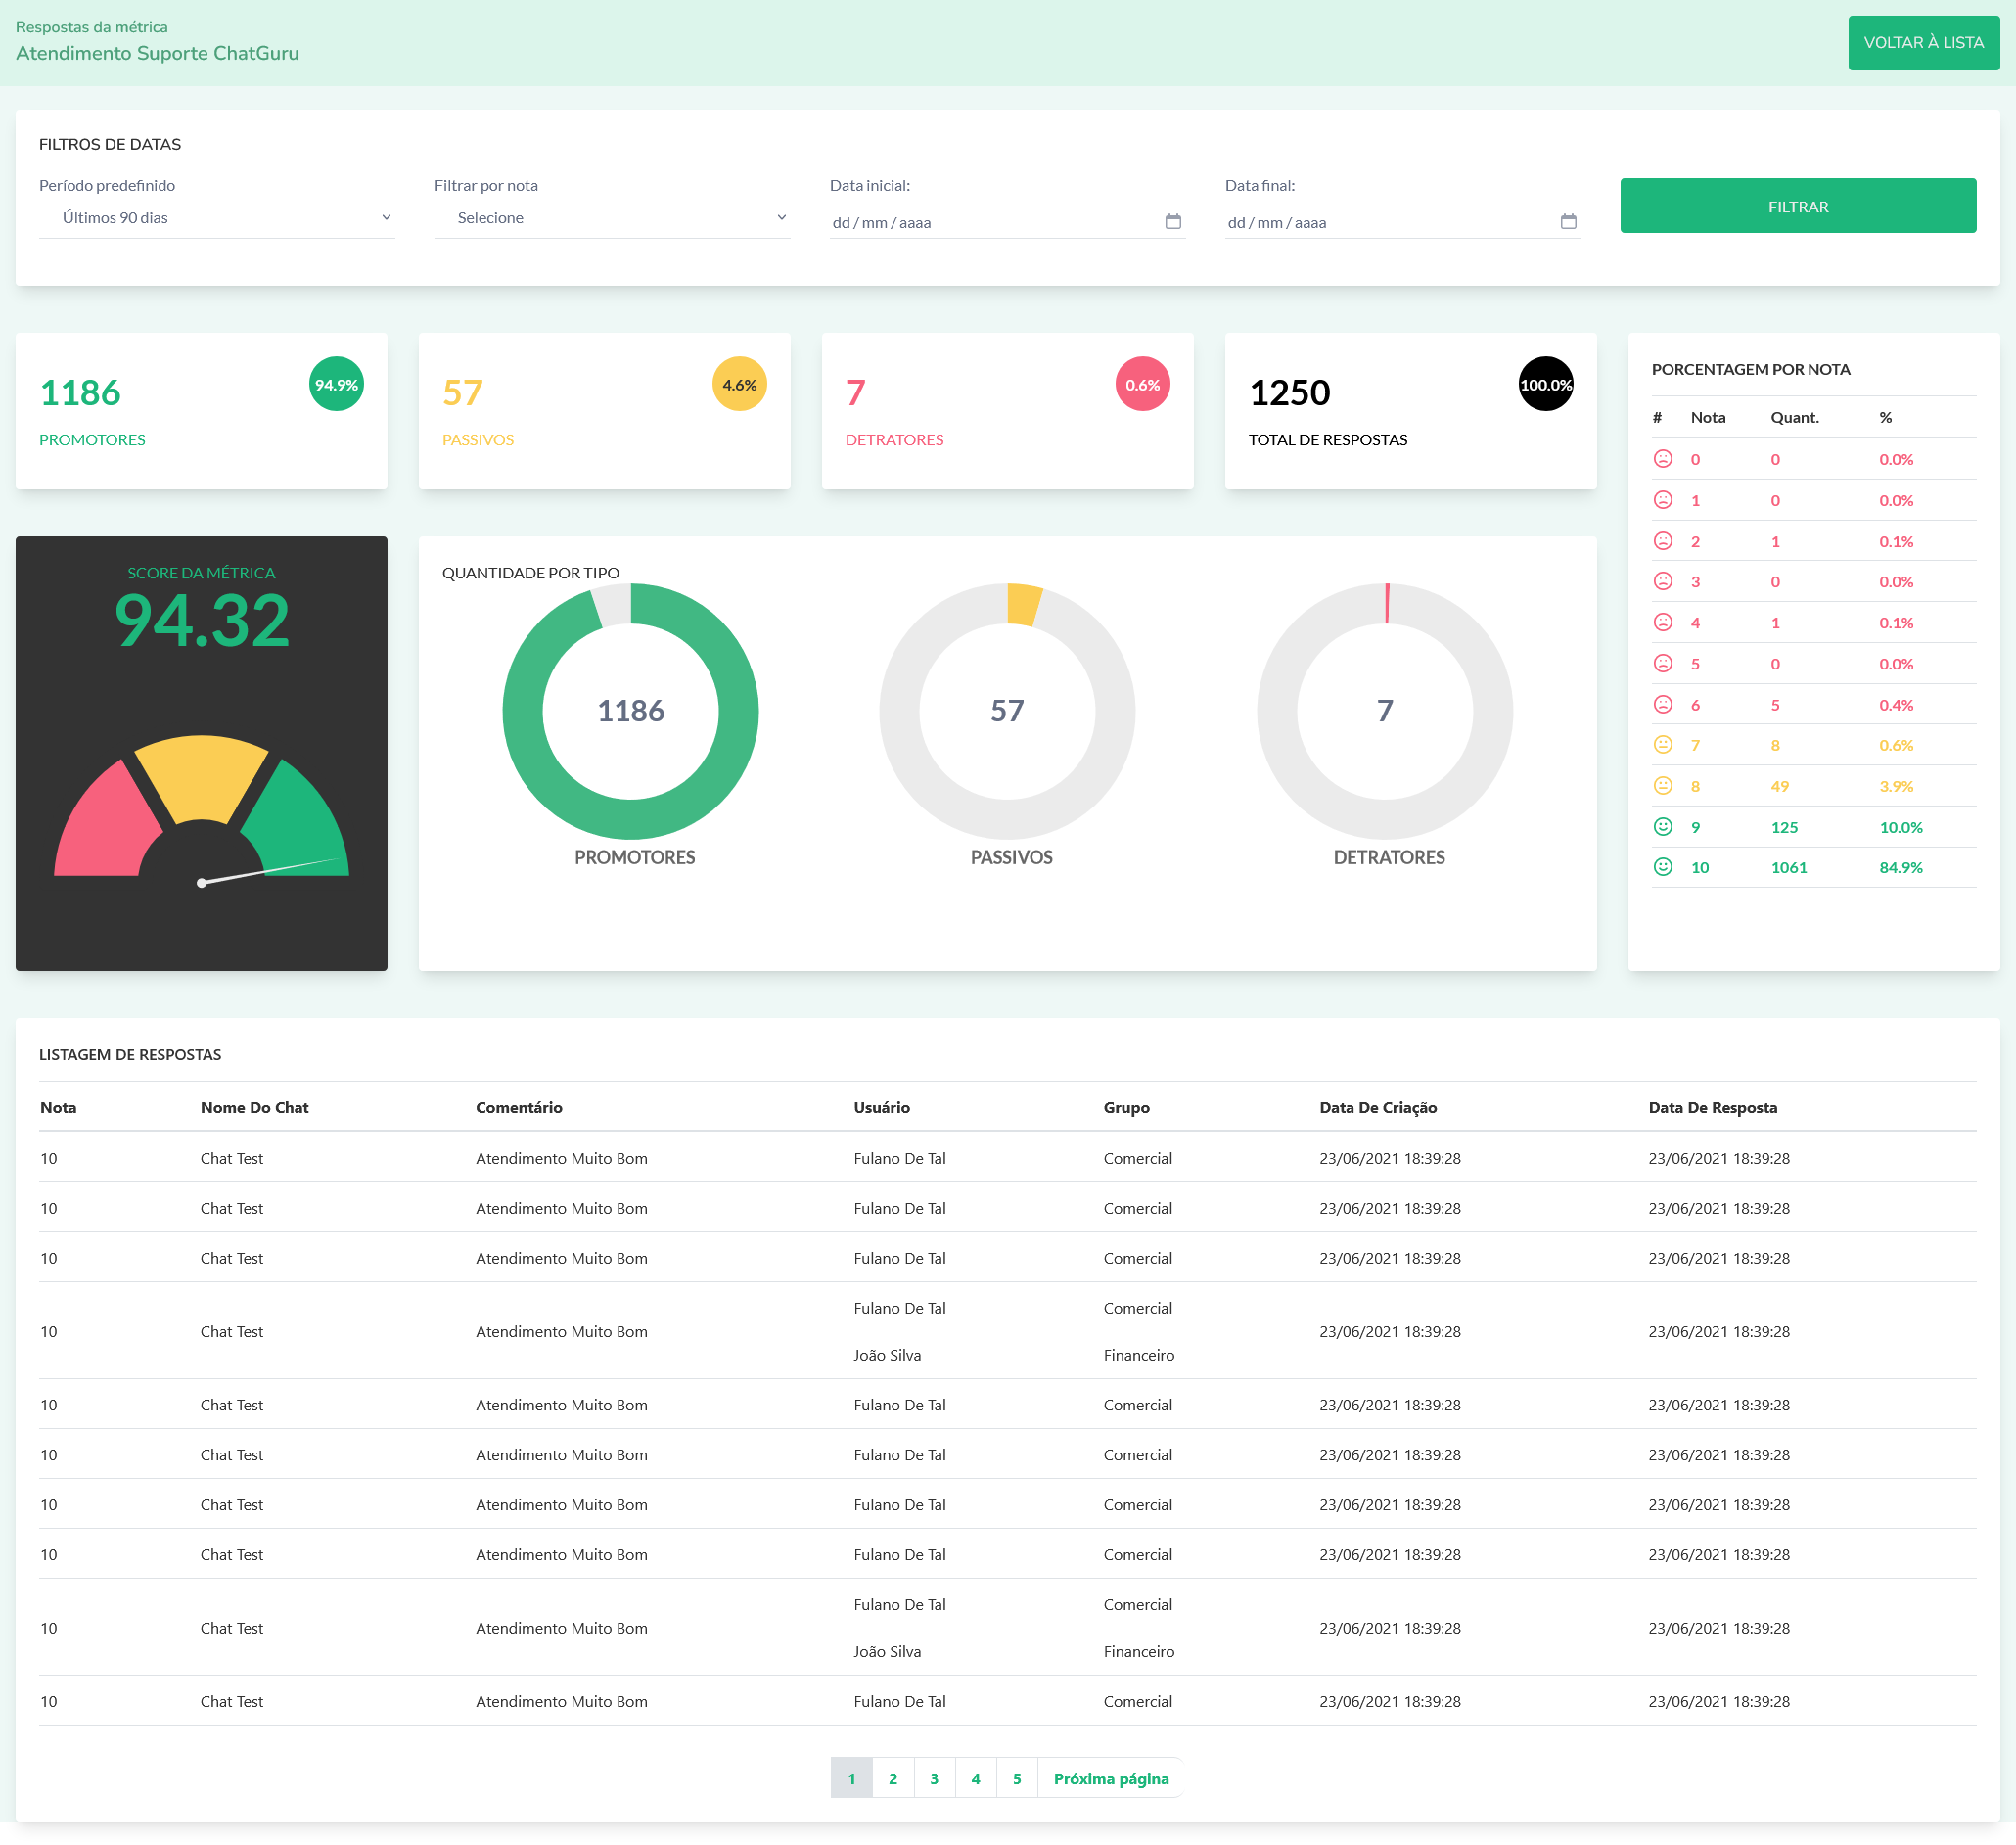 Respostas da métrica
Atendimento Suporte ChatGuru
VOLTAR À LISTA
FILTROS DE DATAS
Período predefinido
Últimos 90 dias
Filtrar por nota
Selecione
Data inicial:
dd / mm / aaaa
Data final:
dd / mm / aaaa
FILTRAR
1186
94.9%
PROMOTORES
57
4.6%
PASSIVOS
7
0.6%
DETRATORES
1250
100.0%
TOTAL DE RESPOSTAS
PORCENTAGEM POR NOTA
# Nota Quant. %
0 0 0.0%
1 0 0.0%
2 1 0.1%
3 0 0.0%
4 1 0.1%
5 0 0.0%
6 5 0.4%
7 8 0.6%
8 49 3.9%
9 125 10.0%
10 1061 84.9%
SCORE DA MÉTRICA
94.32
QUANTIDADE POR TIPO
1186
PROMOTORES
57
PASSIVOS
7
DETRATORES
LISTAGEM DE RESPOSTAS
Nota Nome Do Chat Comentário Usuário Grupo Data De Criação Data De Resposta
10 Chat Test Atendimento Muito Bom Fulano De Tal Comercial 23/06/2021 18:39:28 23/06/2021 18:39:28
10 Chat Test Atendimento Muito Bom Fulano De Tal Comercial 23/06/2021 18:39:28 23/06/2021 18:39:28
10 Chat Test Atendimento Muito Bom Fulano De Tal Comercial 23/06/2021 18:39:28 23/06/2021 18:39:28
Fulano De Tal Comercial
10 Chat Test Atendimento Muito Bom 23/06/2021 18:39:28 23/06/2021 18:39:28
João Silva Financeiro
10 Chat Test Atendimento Muito Bom Fulano De Tal Comercial 23/06/2021 18:39:28 23/06/2021 18:39:28
10 Chat Test Atendimento Muito Bom Fulano De Tal Comercial 23/06/2021 18:39:28 23/06/2021 18:39:28
10 Chat Test Atendimento Muito Bom Fulano De Tal Comercial 23/06/2021 18:39:28 23/06/2021 18:39:28
10 Chat Test Atendimento Muito Bom Fulano De Tal Comercial 23/06/2021 18:39:28 23/06/2021 18:39:28
Fulano De Tal Comercial
10 Chat Test Atendimento Muito Bom 23/06/2021 18:39:28 23/06/2021 18:39:28
João Silva Financeiro
10 Chat Test Atendimento Muito Bom Fulano De Tal Comercial 23/06/2021 18:39:28 23/06/2021 18:39:28
1 2 3 4 5 Próxima página